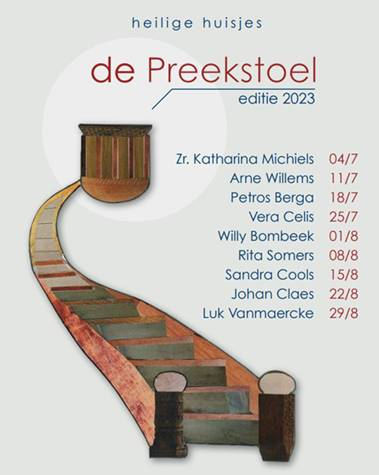 heilige huisjes
de Preekstoel
editie 2023
Zr. Katharina Michiels 04/7
Arne Willems 11/7
Petros Berga 18/7
Vera Celis 25/7
Willy Bombeek 01/8
Rita Somers 08/8
Sandra Cools 15/8
Johan Claes 22/8
Luk Vanmaercke 29/8